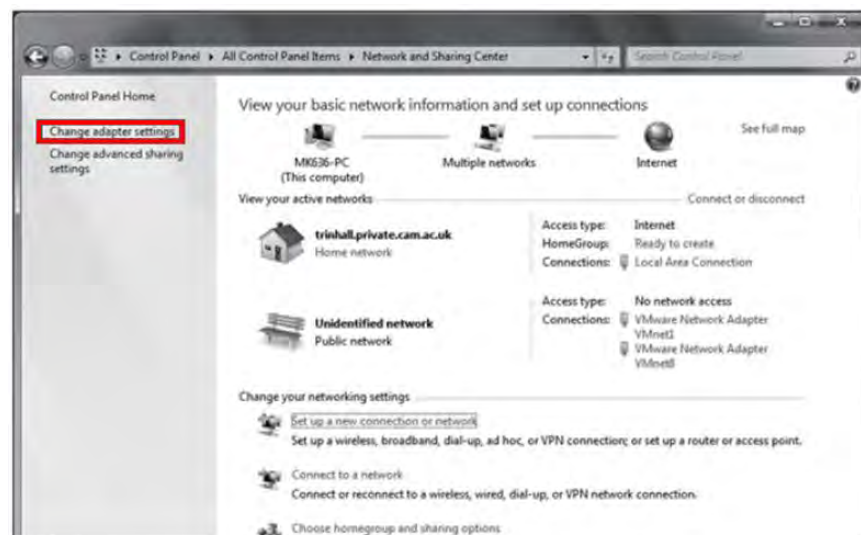 Control Panel ▸ All Control Panel Items ▸ Network and Sharing Center
Search Control Panel
Control Panel Home
Change adapter settings
Change advanced sharing
settings
View your basic network information and set up connections
See full map
MK636-PC
(This computer)
Multiple networks
Internet
View your active networks
Connect or disconnect
trinhall.private.cam.ac.uk
Home network
Access type: Internet
HomeGroup: Ready to create
Connections: Local Area Connection
Unidentified network
Public network
Access type: No network access
Connections: VMware Network Adapter
VMnet1
VMware Network Adapter
VMnet8
Change your networking settings
Set up a new connection or network
Set up a wireless, broadband, dial-up, ad hoc, or VPN connection; or set up a router or access point.
Connect to a network
Connect or reconnect to a wireless, wired, dial-up, or VPN network connection.
Choose homegroup and sharing options